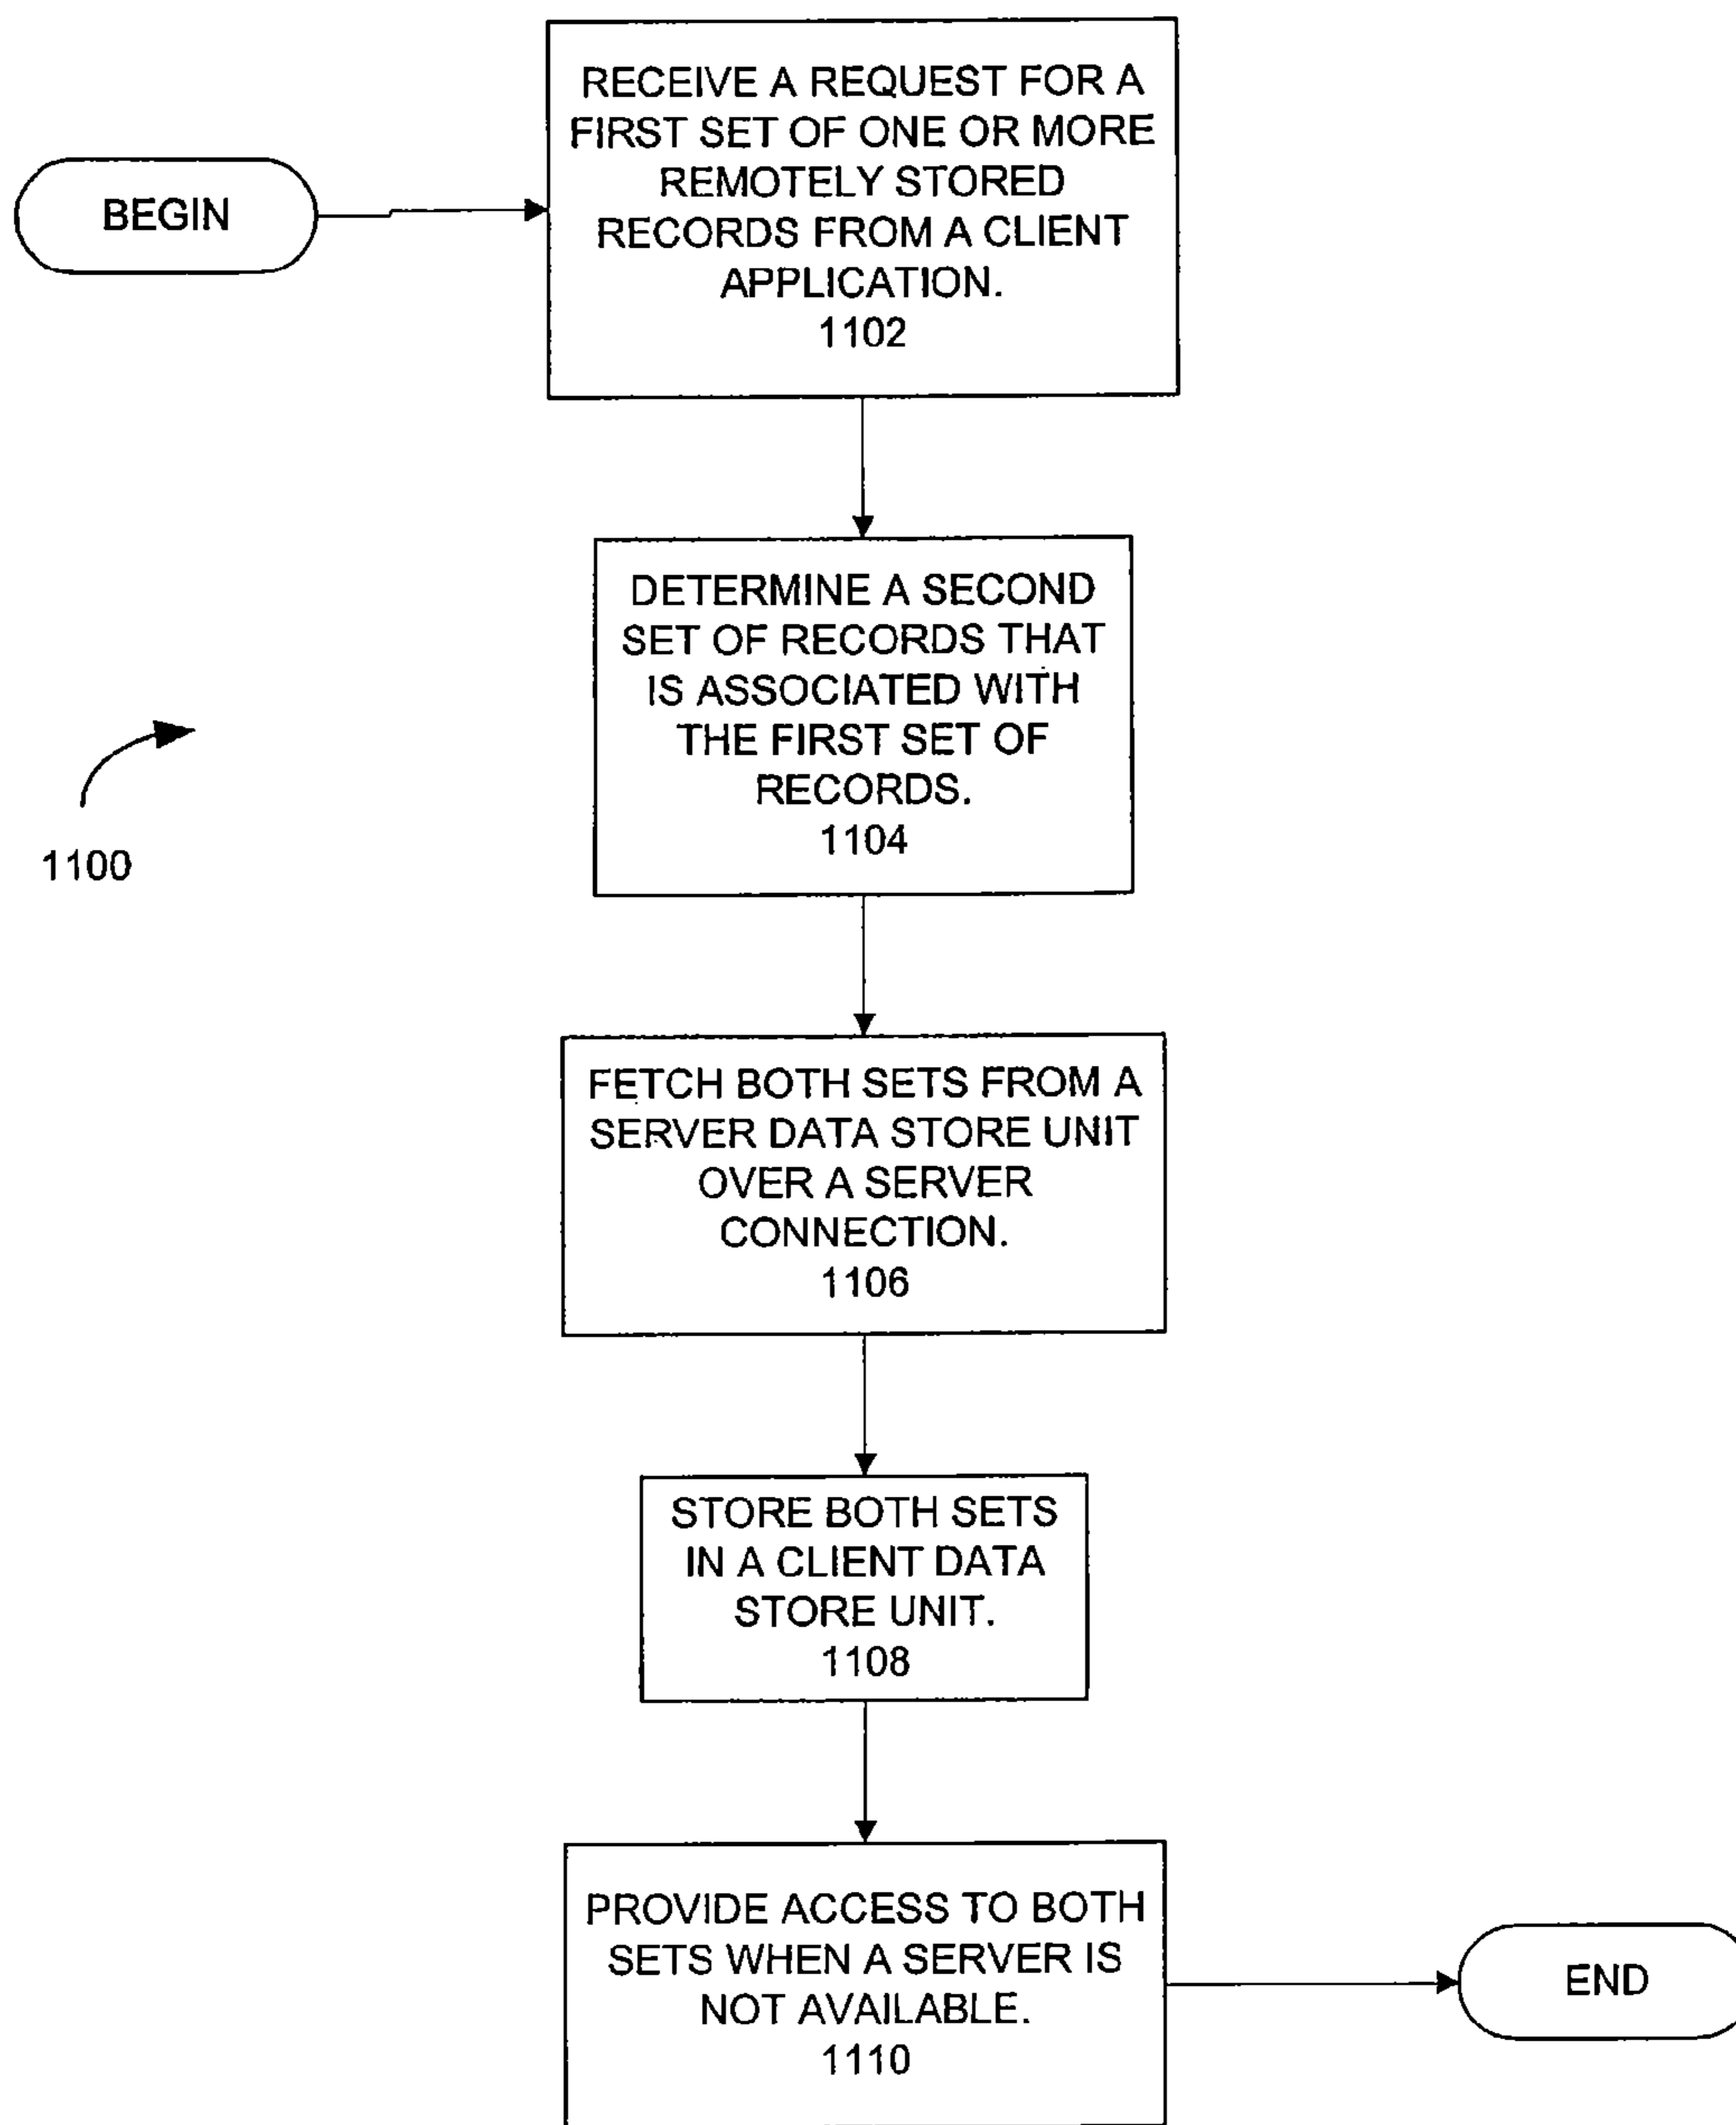 BEGIN
RECEIVE A REQUEST FOR A
FIRST SET OF ONE OR MORE
REMOTELY STORED
RECORDS FROM A CLIENT
APPLICATION.
1102
DETERMINE A SECOND
SET OF RECORDS THAT
IS ASSOCIATED WITH
THE FIRST SET OF
RECORDS.
1104
1100
FETCH BOTH SETS FROM A
SERVER DATA STORE UNIT
OVER A SERVER
CONNECTION.
1106
STORE BOTH SETS
IN A CLIENT DATA
STORE UNIT.
1108
PROVIDE ACCESS TO BOTH
SETS WHEN A SERVER IS
NOT AVAILABLE.
1110
END